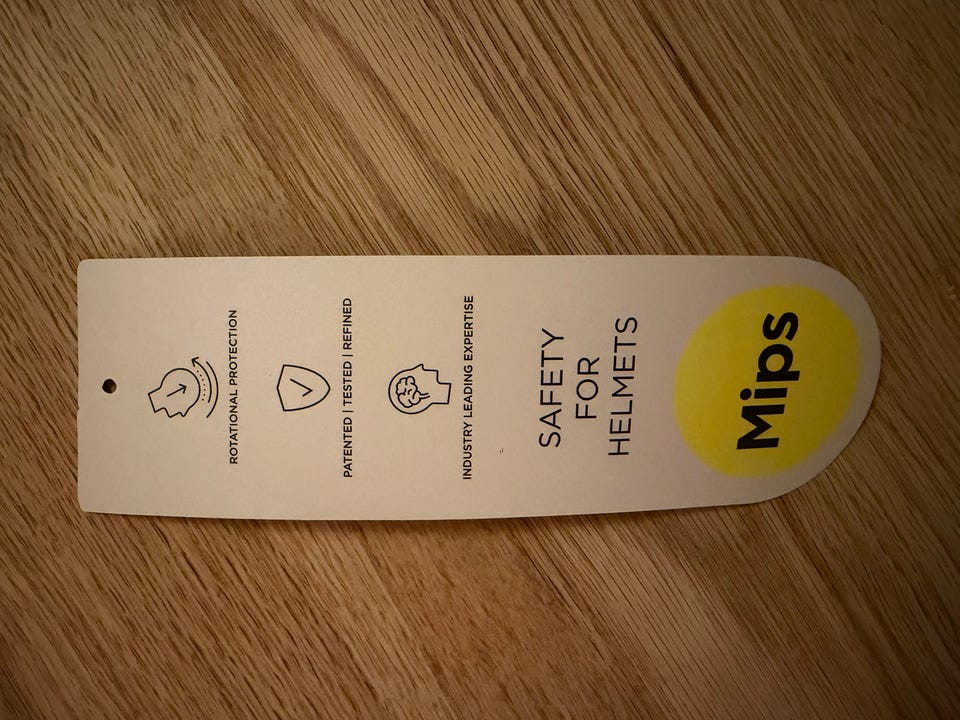 ROTATIONAL PROTECTION
PATENTED | TESTED | REFINED
INDUSTRY LEADING EXPERTISE
SAFETY
FOR
HELMETS
Mips